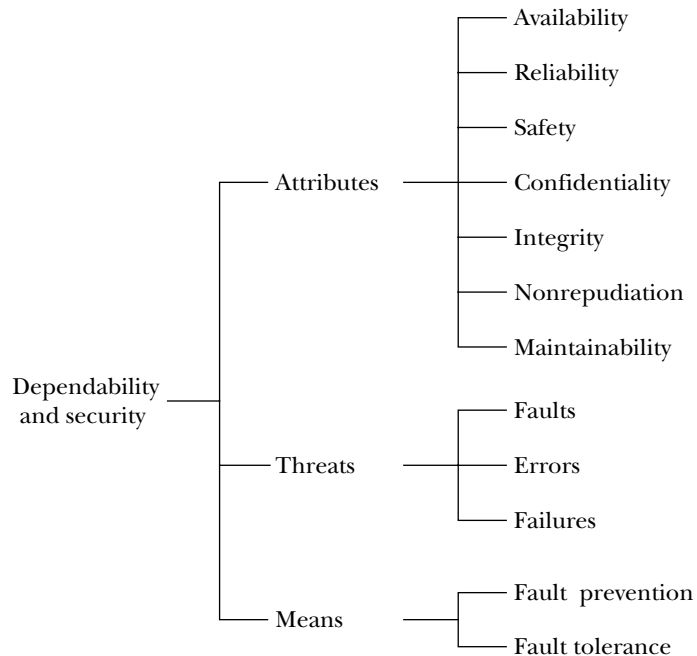 Availability
Reliability
Safety
Attributes
Confidentiality
Integrity
Nonrepudiation
Maintainability
Dependability
and security
Faults
Threats
Errors
Failures
Fault prevention
Means
Fault tolerance